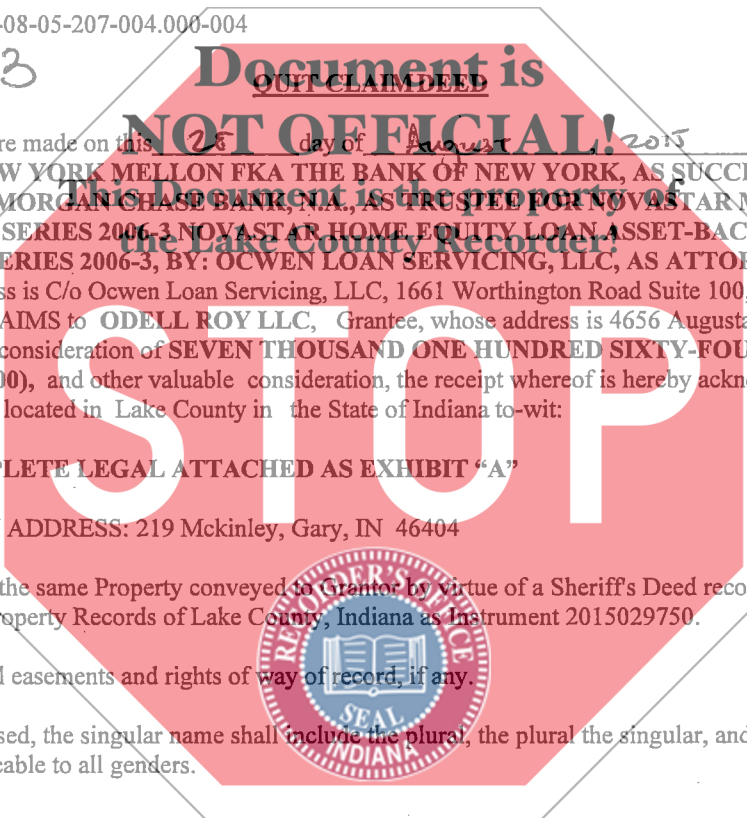 -08-05-207-004.000-004
3
Document is
QUIT CLAIM DEED
NOT OFFICIAL!
re made on this 28 day of August, 2015
W YORK MELLON FKA THE BANK OF NEW YORK, AS SUCCE
This Document is the property of
MORGAN CHASE BANK, N.A., AS TRUSTEE FOR NOVASTAR M
the Lake County Recorder!
SERIES 2006-3 NOVASTAR HOME EQUITY LOAN ASSET-BAC
ERIES 2006-3, BY: OCWEN LOAN SERVICING, LLC, AS ATTOR
ss is C/o Ocwen Loan Servicing, LLC, 1661 Worthington Road Suite 100,
AIMS to ODELL ROY LLC, Grantee, whose address is 4656 Augusta
consideration of SEVEN THOUSAND ONE HUNDRED SIXTY-FOU
00), and other valuable consideration, the receipt whereof is hereby ackn
located in Lake County in the State of Indiana to-wit:
STOP
PLETE LEGAL ATTACHED AS EXHIBIT “A”
ADDRESS: 219 Mckinley, Gary, IN 46404
the same Property conveyed to Grantor by virtue of a Sheriff's Deed reco
roperty Records of Lake County, Indiana as Instrument 2015029750.
d easements and rights of way of record, if any.
sed, the singular name shall include the plural, the plural the singular, and
cable to all genders.
RECORDER'S OFFICE
SEAL
INDIANA